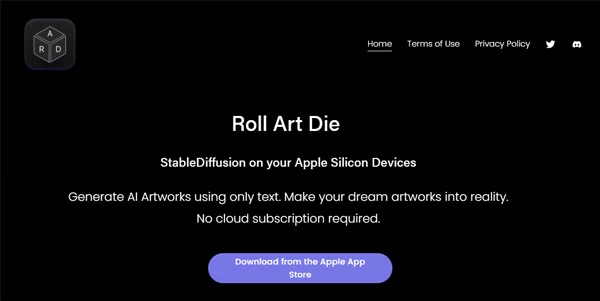 A
R D
Home Terms of Use Privacy Policy
Roll Art Die
StableDiffusion on your Apple Silicon Devices
Generate AI Artworks using only text. Make your dream artworks into reality.
No cloud subscription required.
Download from the Apple App
Store